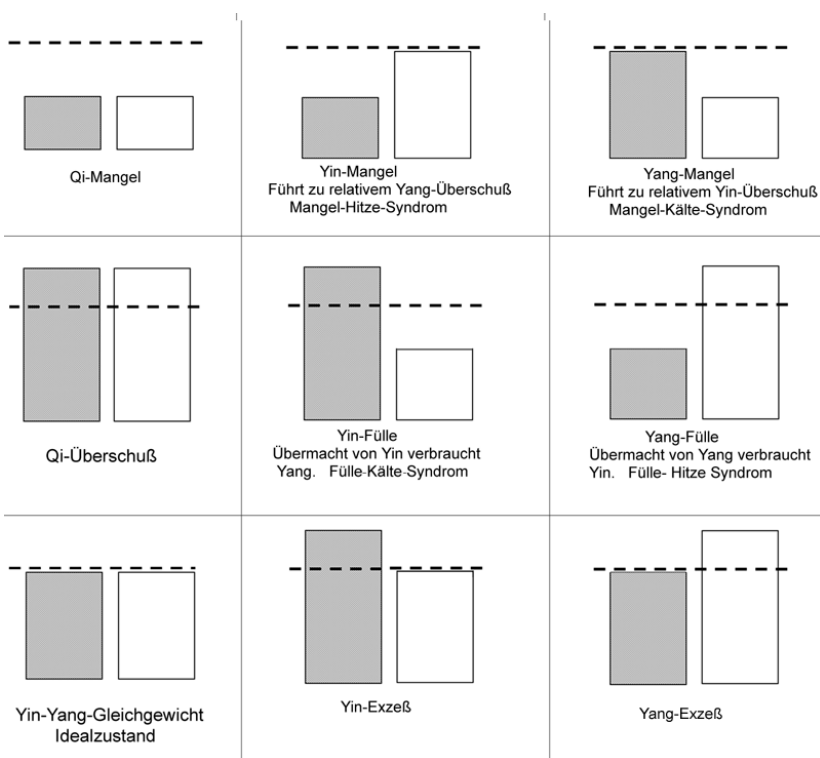 Qi-Mangel
Yin-Mangel
Führt zu relativem Yang-Überschuß
Mangel-Hitze-Syndrom
Yang-Mangel
Führt zu relativem Yin-Überschuß
Mangel-Kälte-Syndrom
Qi-Überschuß
Yin-Fülle
Übermacht von Yin verbraucht
Yang. Fülle-Kälte-Syndrom
Yang-Fülle
Übermacht von Yang verbraucht
Yin. Fülle- Hitze Syndrom
Yin-Yang-Gleichgewicht
Idealzustand
Yin-Exzeß
Yang-Exzeß